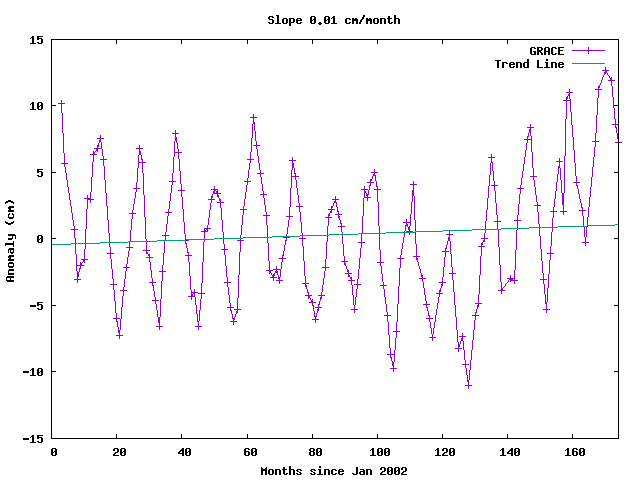 Slope 0.01 cm/month
GRACE
Trend Line
Anomaly (cm)
15
10
5
0
-5
-10
-15
0 20 40 60 80 100 120 140 160
Months since Jan 2002